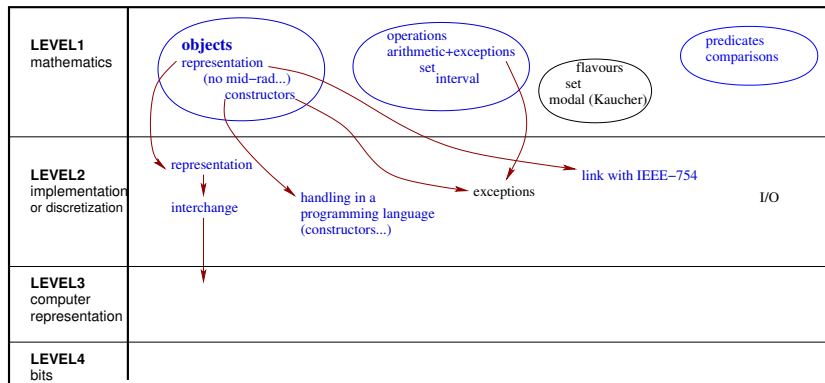 LEVEL1
mathematics
objects
representation
(no mid−rad...)
constructors
operations
arithmetic+exceptions
set
interval
flavours
set
modal (Kaucher)
predicates
comparisons
LEVEL2
implementation
or discretization
representation
interchange
handling in a
programming language
(constructors...)
exceptions
link with IEEE−754
I/O
LEVEL3
computer
representation
LEVEL4
bits